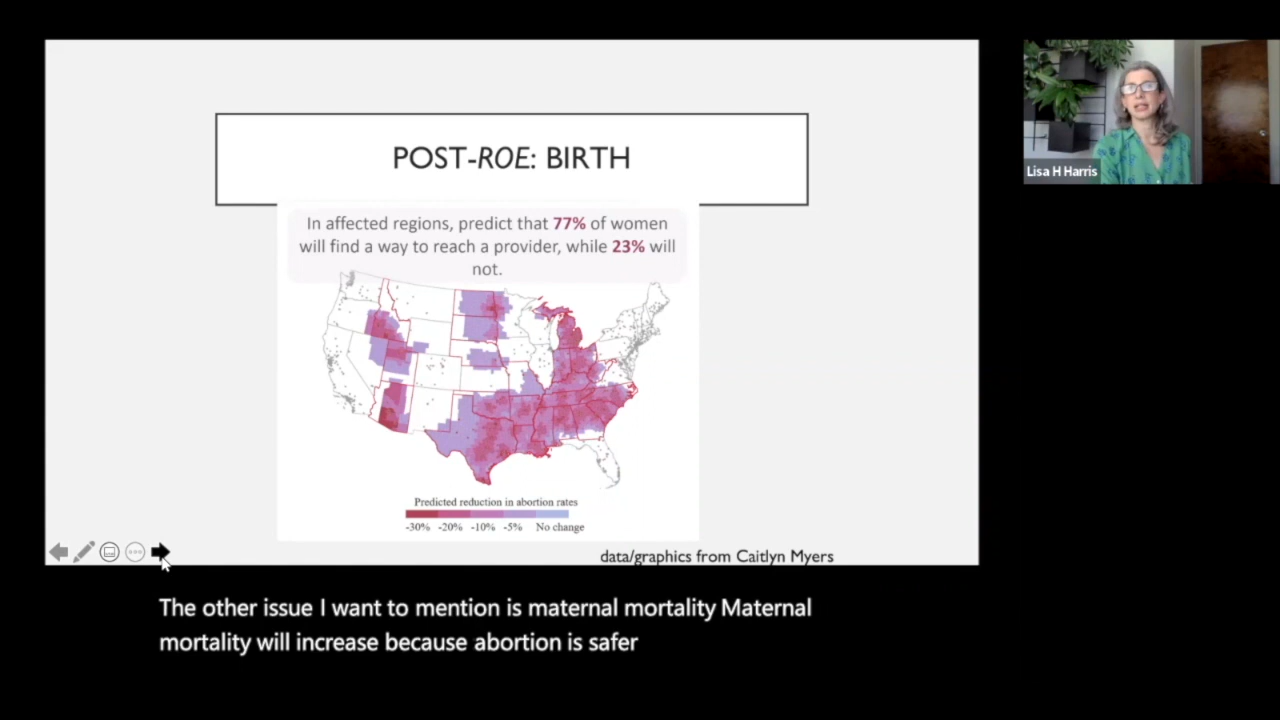 POST-ROE: BIRTH
In affected regions, predict that 77% of women
will find a way to reach a provider, while 23% will
not.
Predicted reduction in abortion rates
-30% -20% -10% -5% No change
data/graphics from Caitlyn Myers
Lisa H Harris
The other issue I want to mention is maternal mortality Maternal
mortality will increase because abortion is safer